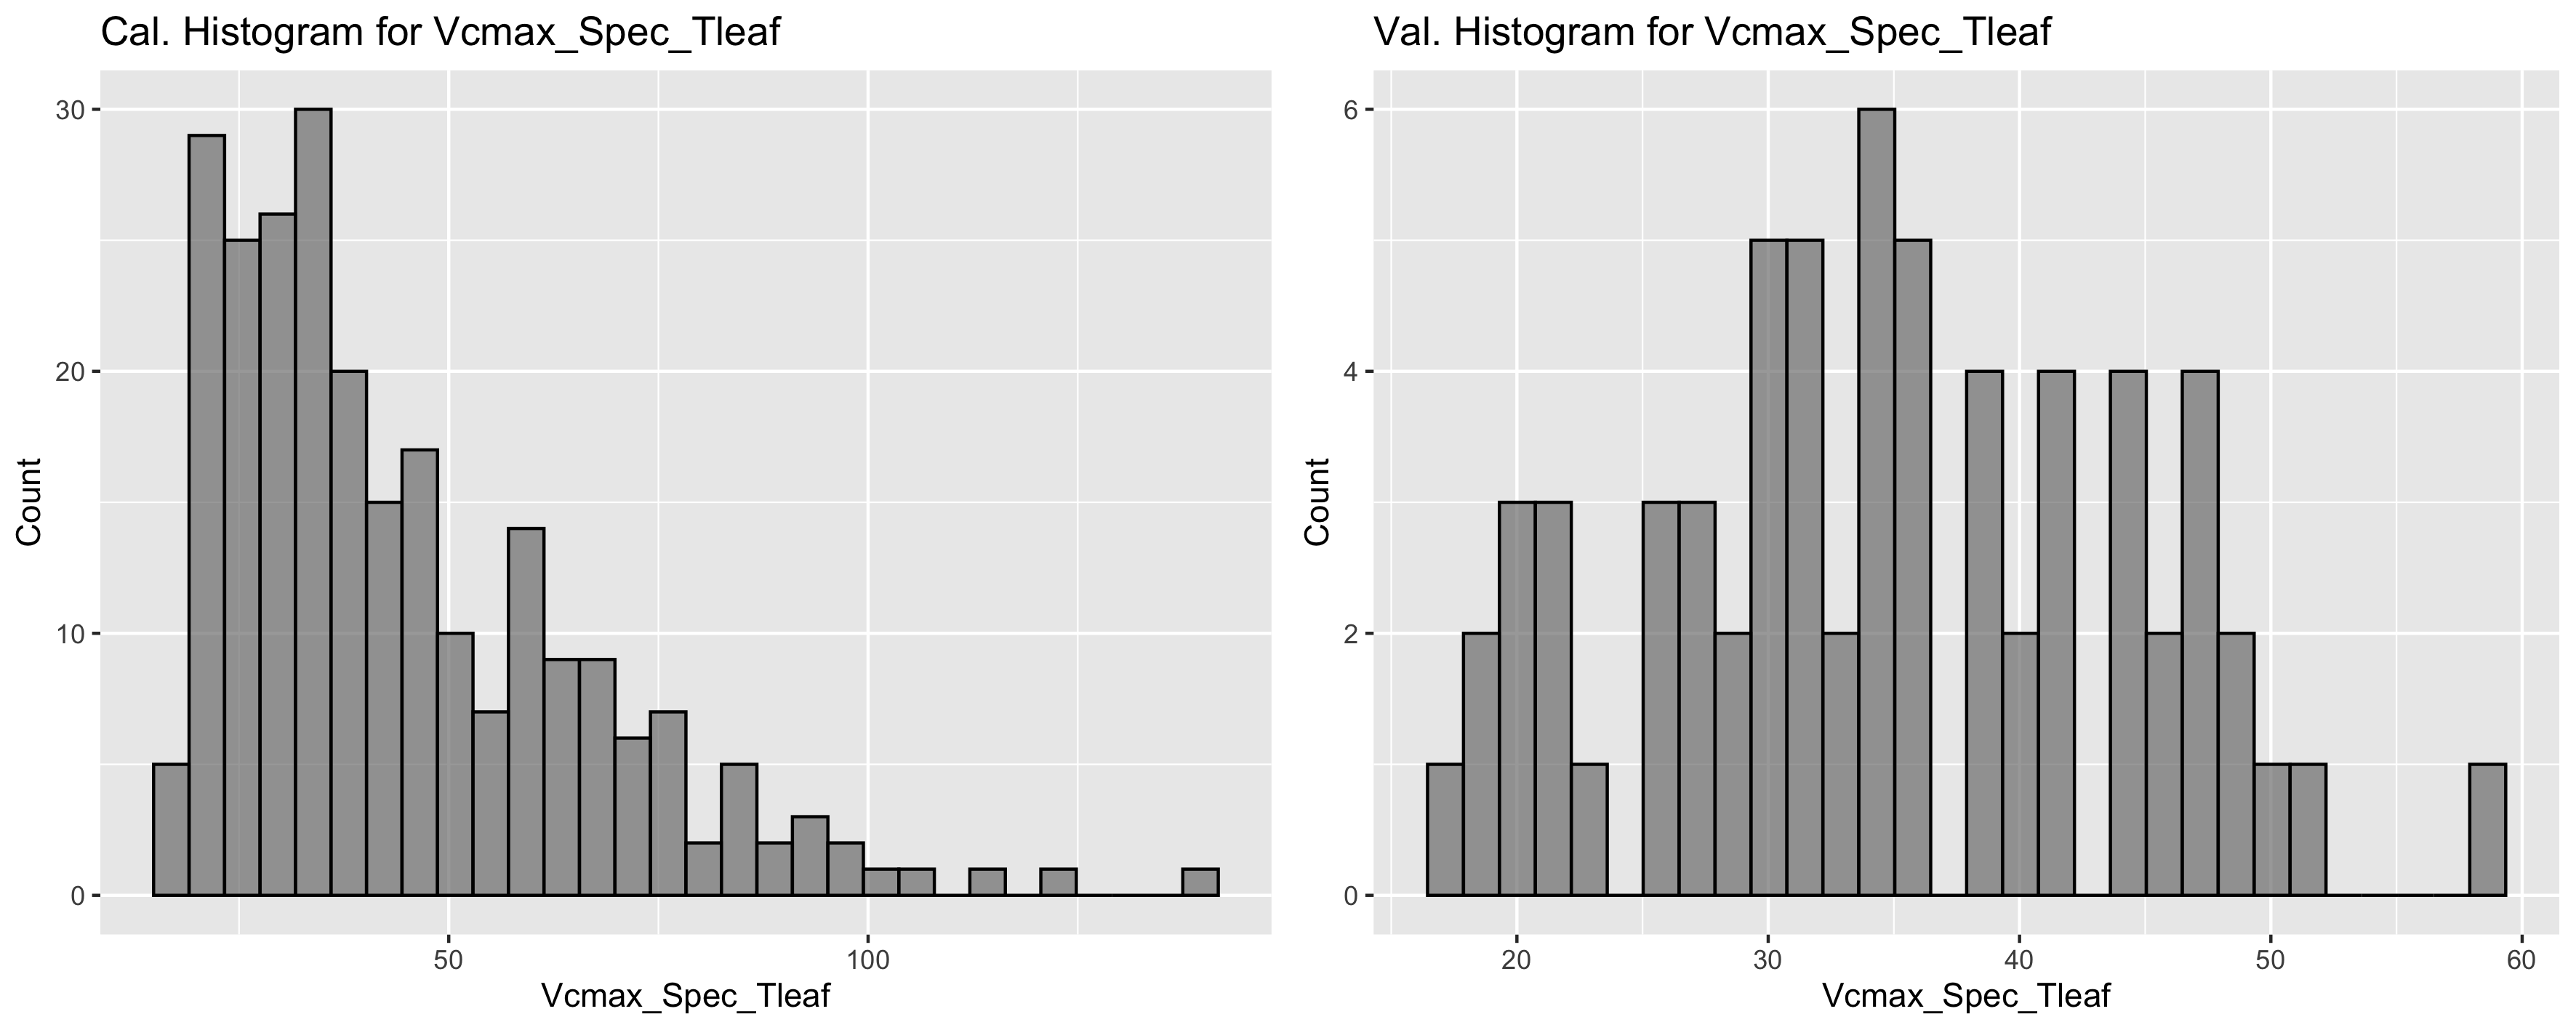 Cal. Histogram for Vcmax_Spec_Tleaf
30
20
10
0
Count
50 100
Vcmax_Spec_Tleaf
Val. Histogram for Vcmax_Spec_Tleaf
6
4
2
0
Count
20 30 40 50 60
Vcmax_Spec_Tleaf